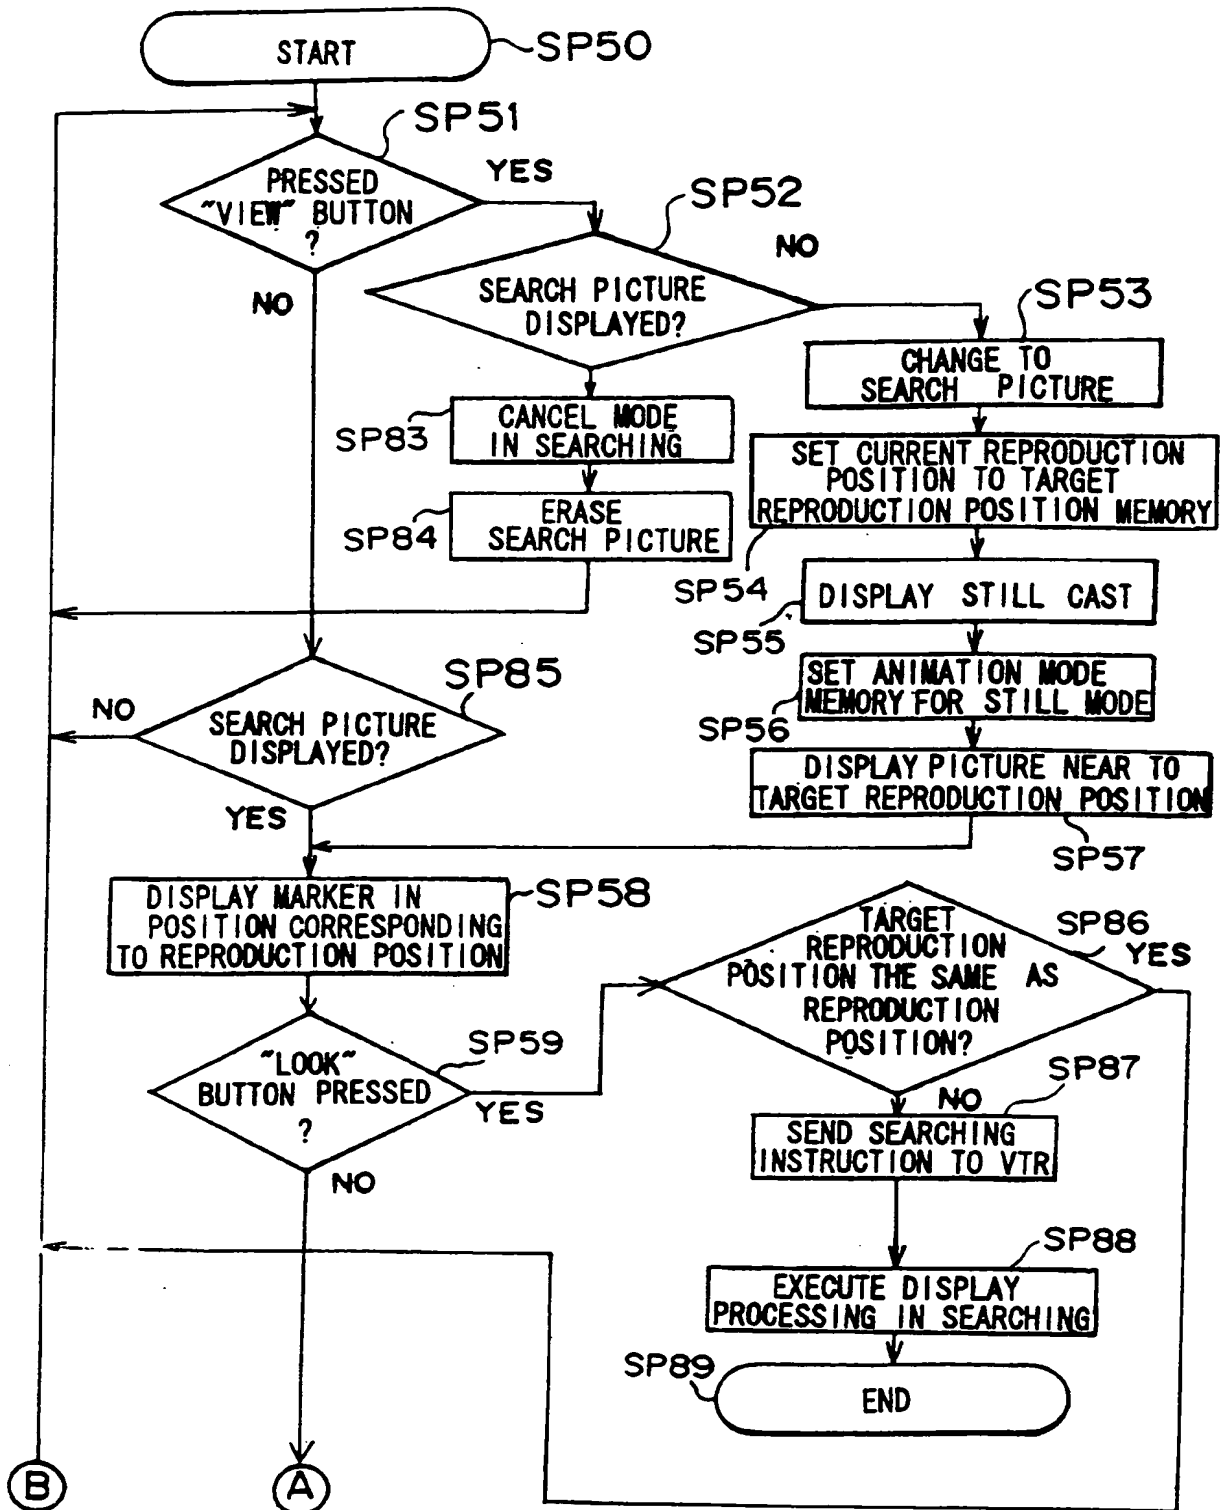 START
SP50
SP51
PRESSED
"VIEW" BUTTON
?
YES
NO
SP52
SEARCH PICTURE
DISPLAYED?
NO
SP53
CHANGE TO
SEARCH PICTURE
SP83
CANCEL MODE
IN SEARCHING
SET CURRENT REPRODUCTION
POSITION TO TARGET
REPRODUCTION POSITION MEMORY
SP54
SP84
ERASE
SEARCH PICTURE
DISPLAY STILL CAST
SP55
SET ANIMATION MODE
MEMORY FOR STILL MODE
SP56
DISPLAY PICTURE NEAR TO
TARGET REPRODUCTION POSITION
SP57
SP85
NO
SEARCH PICTURE
DISPLAYED?
YES
DISPLAY MARKER IN
POSITION CORRESPONDING
TO REPRODUCTION POSITION
SP58
"LOOK"
BUTTON PRESSED
?
SP59
YES
NO
TARGET
REPRODUCTION
POSITION THE SAME AS
REPRODUCTION
POSITION?
SP86
YES
NO
SP87
SEND SEARCHING
INSTRUCTION TO VTR
SP88
EXECUTE DISPLAY
PROCESSING IN SEARCHING
SP89
END
B
A